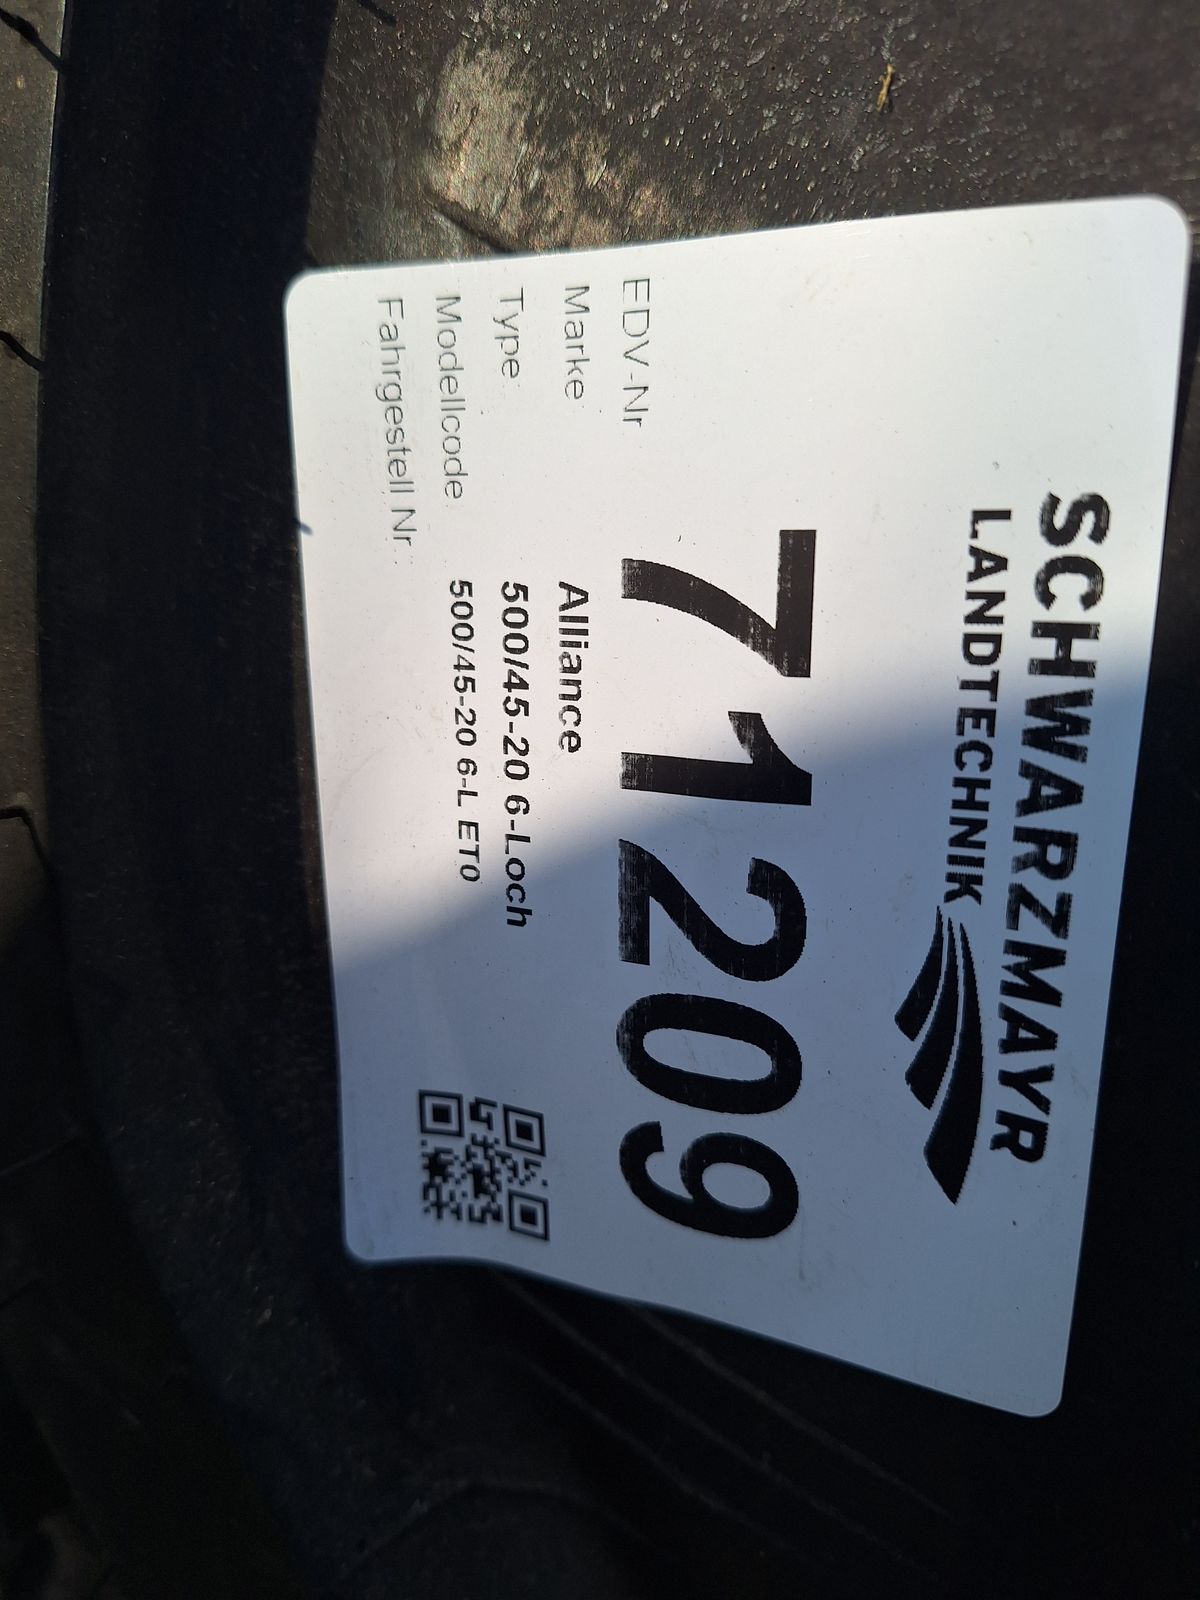 SCHWARZMAYR
LANDTECHNIK
EDV-Nr 71209
Marke Alliance
Type 500/45-20 6-Loch
Modellcode 500/45-20 6-L ET0
Fahrgestell Nr.